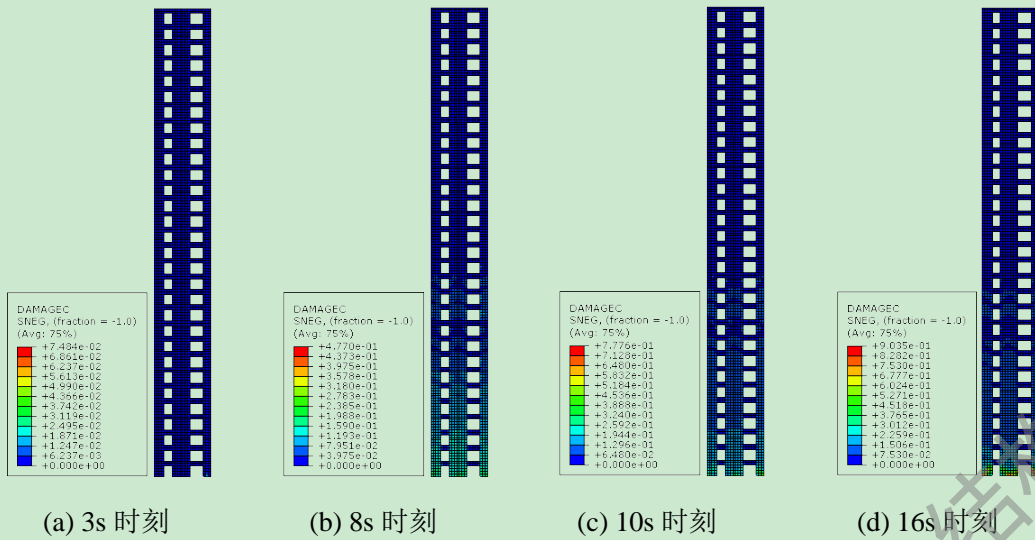 DAMAGEC
SNEG, (fraction = -1.0)
(Avg: 75%)
+7.484e-02
+6.861e-02
+6.237e-02
+5.613e-02
+4.990e-02
+4.366e-02
+3.742e-02
+3.119e-02
+2.495e-02
+1.871e-02
+1.247e-02
+6.237e-03
+0.000e+00
DAMAGEC
SNEG, (fraction = -1.0)
(Avg: 75%)
+4.770e-01
+4.373e-01
+3.975e-01
+3.578e-01
+3.180e-01
+2.783e-01
+2.385e-01
+1.988e-01
+1.590e-01
+1.193e-01
+7.951e-02
+3.975e-02
+0.000e+00
DAMAGEC
SNEG, (fraction = -1.0)
(Avg: 75%)
+7.776e-01
+7.128e-01
+6.480e-01
+5.832e-01
+5.184e-01
+4.536e-01
+3.888e-01
+3.240e-01
+2.592e-01
+1.944e-01
+1.296e-01
+6.480e-02
+0.000e+00
DAMAGEC
SNEG, (fraction = -1.0)
(Avg: 75%)
+9.035e-01
+8.282e-01
+7.530e-01
+6.777e-01
+6.024e-01
+5.271e-01
+4.518e-01
+3.765e-01
+3.012e-01
+2.259e-01
+1.506e-01
+7.530e-02
+0.000e+00
(a) 3s 时刻
(b) 8s 时刻
(c) 10s 时刻
(d) 16s 时刻
结